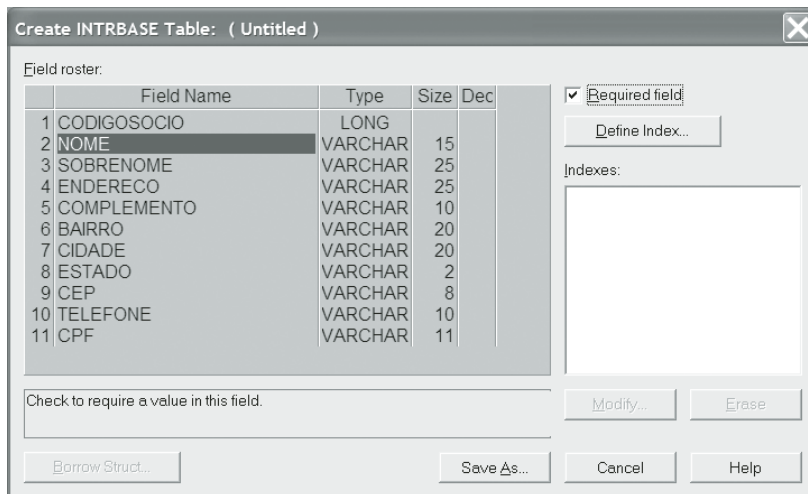 Create INTRBASE Table: ( Untitled )
Field roster:
Field Name Type Size Dec
1 CODIGOSOCIO LONG
2 NOME VARCHAR 15
3 SOBRENOME VARCHAR 25
4 ENDERECO VARCHAR 25
5 COMPLEMENTO VARCHAR 10
6 BAIRRO VARCHAR 20
7 CIDADE VARCHAR 20
8 ESTADO VARCHAR 2
9 CEP VARCHAR 8
10 TELEFONE VARCHAR 10
11 CPF VARCHAR 11
Required field
Define Index...
Indexes:
Check to require a value in this field.
Modify... Erase
Borrow Struct... Save As... Cancel Help